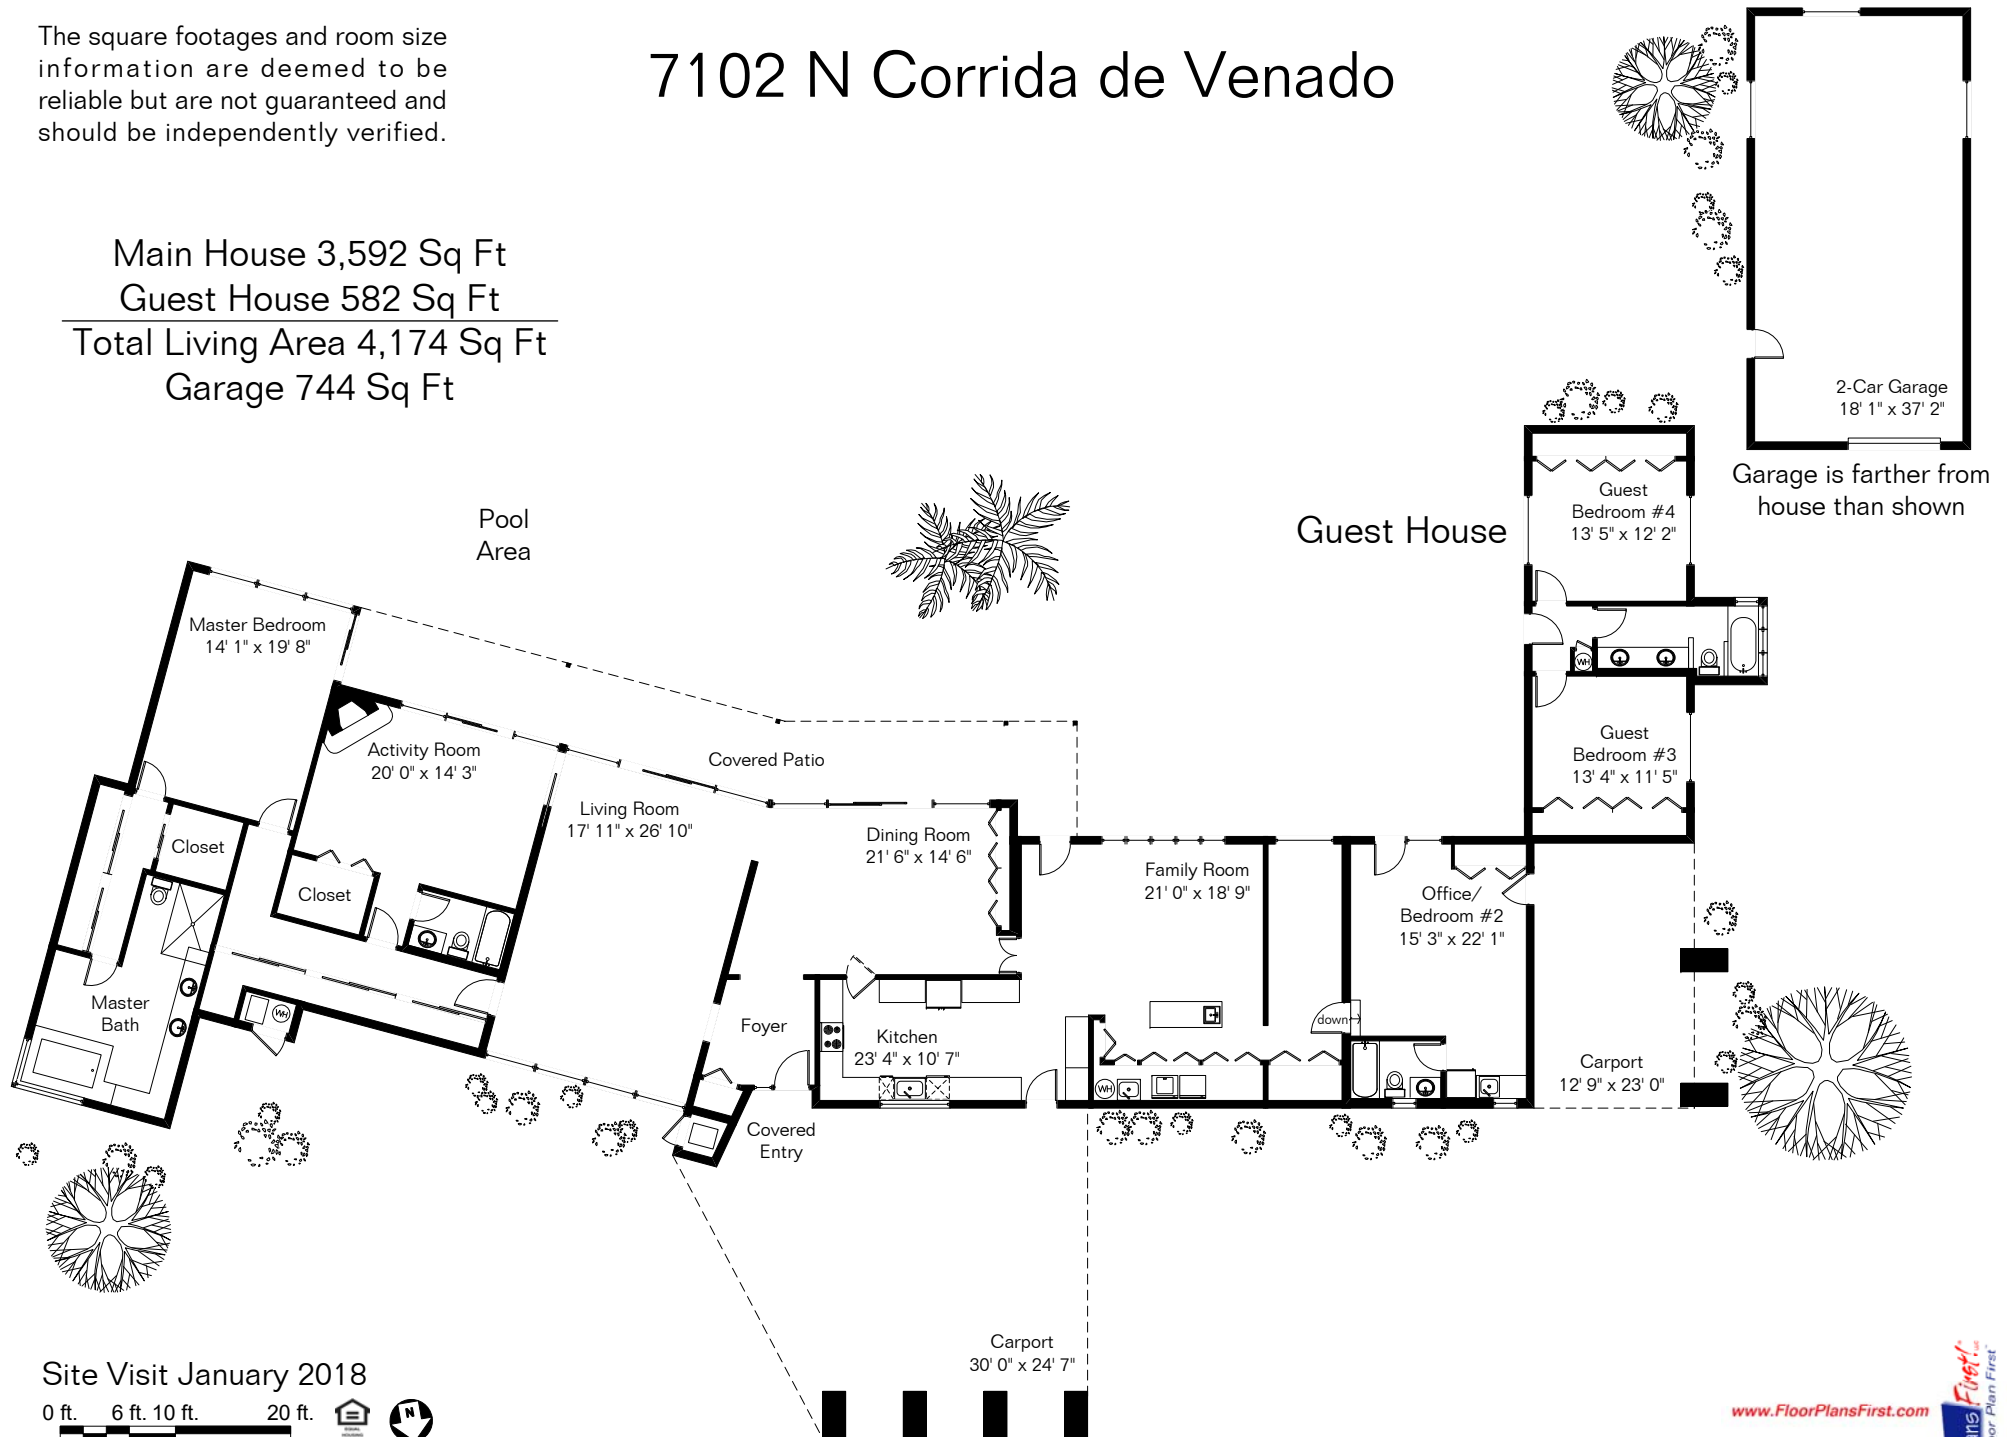 The square footages and room size
information are deemed to be
reliable but are not guaranteed and
should be independently verified.
7102 N Corrida de Venado
Main House 3,592 Sq Ft
Guest House 582 Sq Ft
Total Living Area 4,174 Sq Ft
Garage 744 Sq Ft
2-Car Garage
18' 1" x 37' 2"
Garage is farther from
house than shown
Guest House
Guest
Bedroom #4
13' 5" x 12' 2"
WH
Guest
Bedroom #3
13' 4" x 11' 5"
Pool
Area
Master Bedroom
14' 1" x 19' 8"
Activity Room
20' 0" x 14' 3"
Covered Patio
Living Room
17' 11" x 26' 10"
Dining Room
21' 6" x 14' 6"
Closet
Closet
Family Room
21' 0" x 18' 9"
Office/
Bedroom #2
15' 3" x 22' 1"
Master
Bath
WH
Foyer
Kitchen
23' 4" x 10' 7"
down
WH
Carport
12' 9" x 23' 0"
Covered
Entry
Carport
30' 0" x 24' 7"
Site Visit January 2018
0 ft. 6 ft. 10 ft. 20 ft.
N
www.FloorPlansFirst.com
First!
Plan First